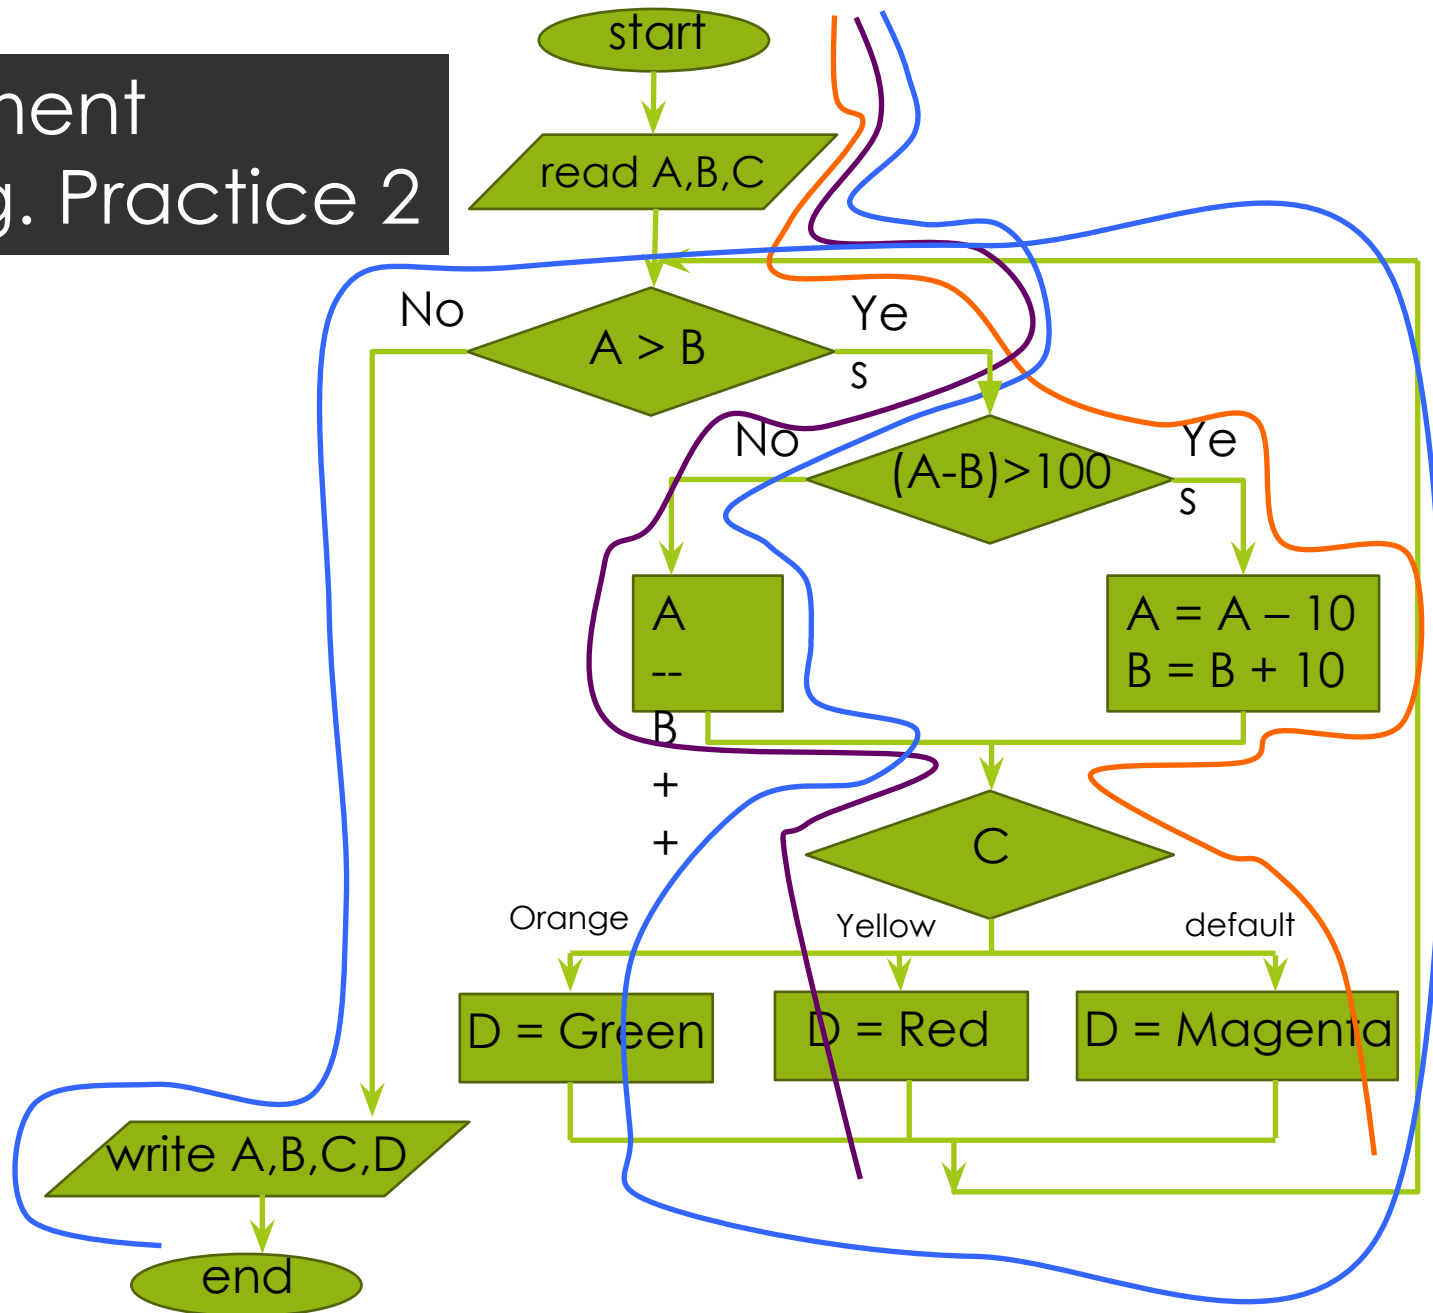 start
ment
g. Practice 2
read A,B,C
No
Ye
s
A > B
No
Ye
s
(A-B)>100
A
--
B
+
+
A = A – 10
B = B + 10
C
Orange
Yellow
default
D = Green
D = Red
D = Magenta
write A,B,C,D
end